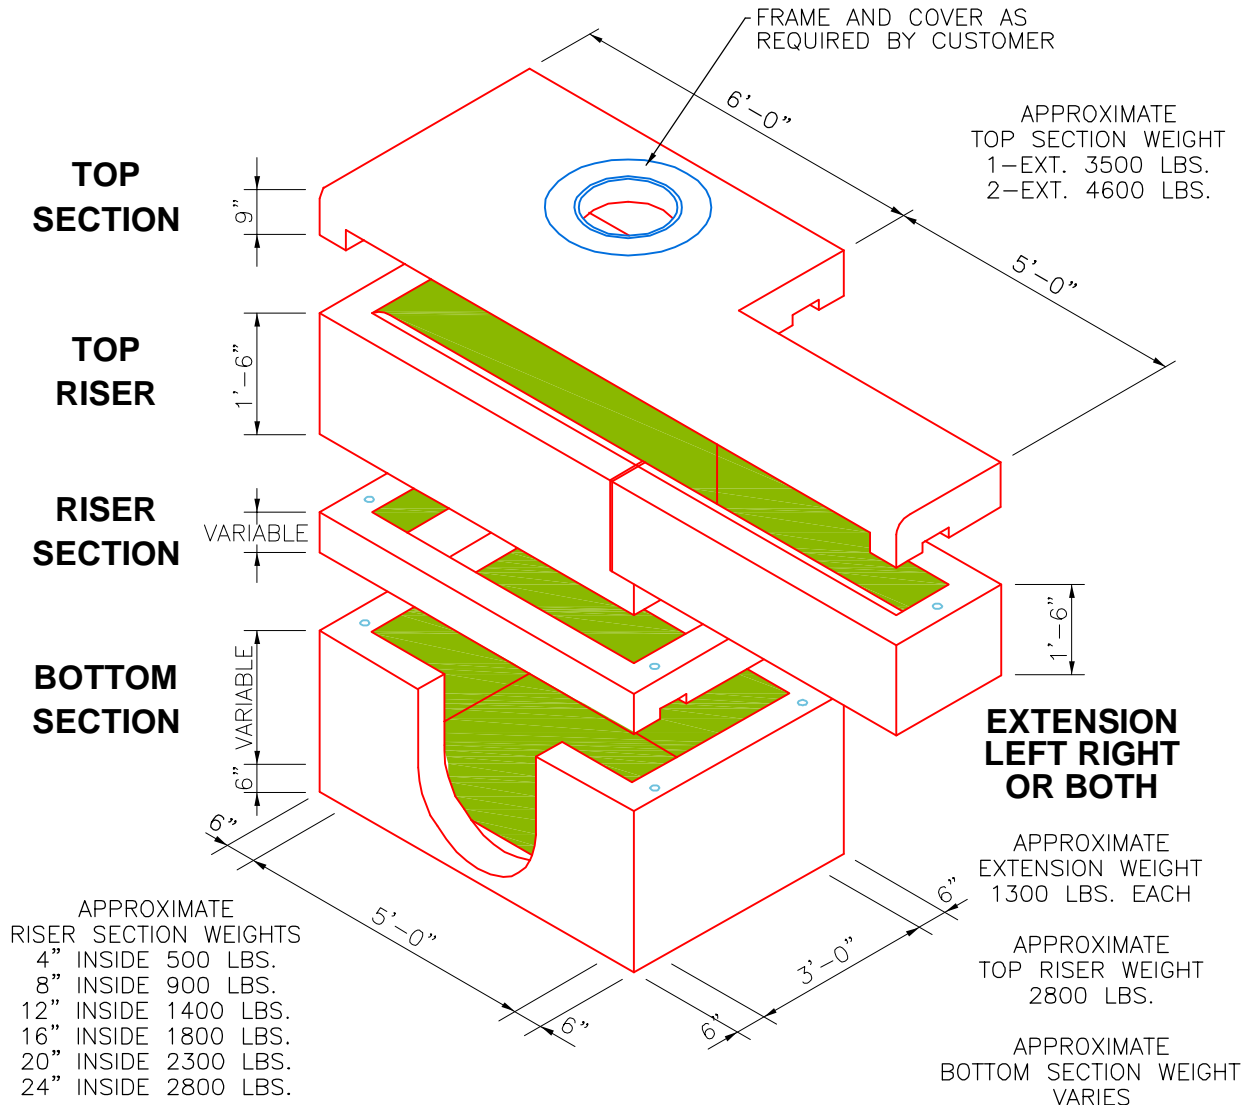 FRAME AND COVER AS
REQUIRED BY CUSTOMER
6'-0"
5'-0"
APPROXIMATE
TOP SECTION WEIGHT
1-EXT. 3500 LBS.
2-EXT. 4600 LBS.
TOP
SECTION
9"
TOP
RISER
1'-6"
RISER
SECTION
VARIABLE
BOTTOM
SECTION
VARIABLE
6"
1'-6"
EXTENSION
LEFT RIGHT
OR BOTH
6"
5'-0"
6"
6"
3'-0"
6"
APPROXIMATE
EXTENSION WEIGHT
1300 LBS. EACH
APPROXIMATE
RISER SECTION WEIGHTS
4" INSIDE 500 LBS.
8" INSIDE 900 LBS.
12" INSIDE 1400 LBS.
16" INSIDE 1800 LBS.
20" INSIDE 2300 LBS.
24" INSIDE 2800 LBS.
APPROXIMATE
TOP RISER WEIGHT
2800 LBS.
APPROXIMATE
BOTTOM SECTION WEIGHT
VARIES